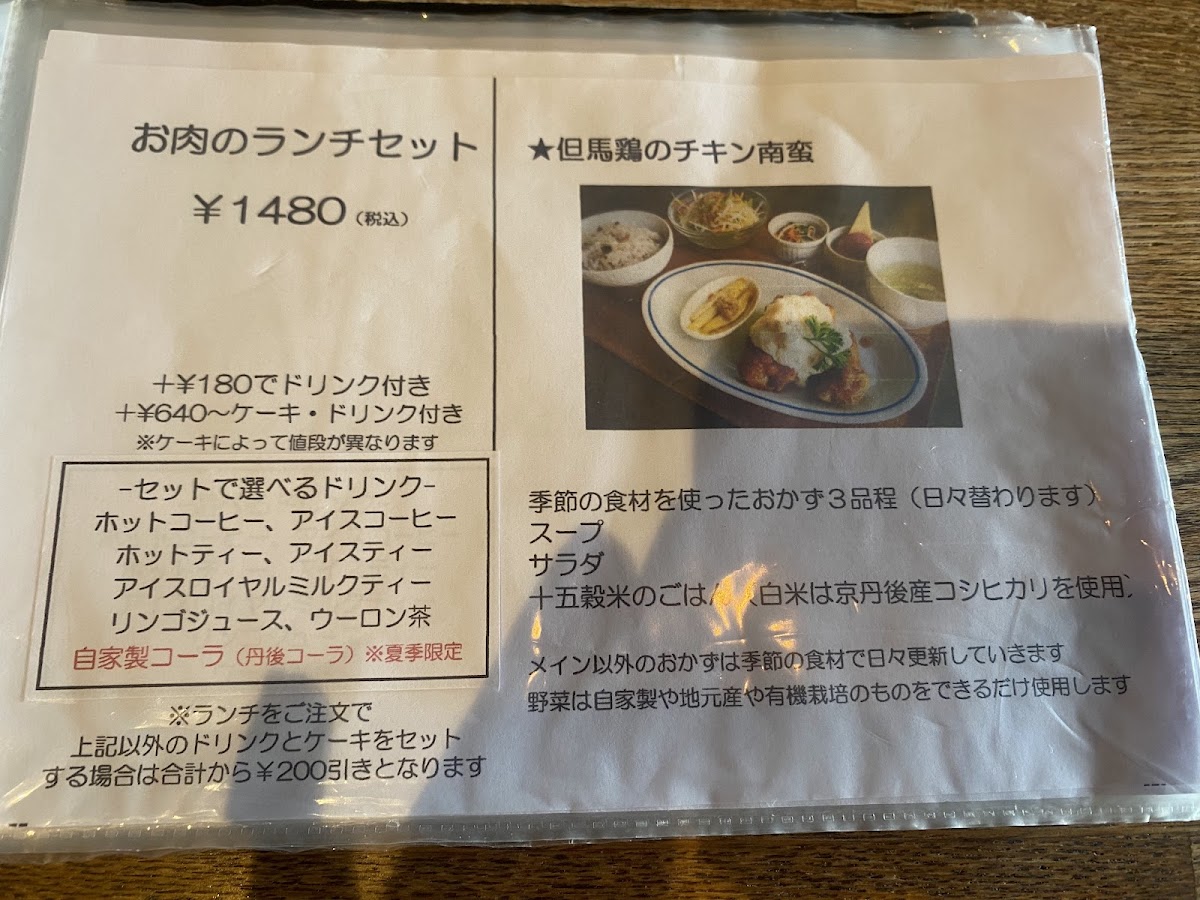 お肉のランチセット
￥1480（税込）
＋¥180でドリンク付き
＋¥640〜ケーキ・ドリンク付き
※ケーキによって値段が異なります
-セットで選べるドリンク-
ホットコーヒー、アイスコーヒー
ホットティー、アイスティー
アイスロイヤルミルクティー
リンゴジュース、ウーロン茶
自家製コーラ（丹後コーラ）※夏季限定
※ランチをご注文で
上記以外のドリンクとケーキをセット
する場合は合計から￥200引きとなります
★但馬鶏のチキン南蛮
季節の食材を使ったおかず３品程（日々替わります）
スープ
サラダ
十五穀米のごはん 白米は京丹後産コシヒカリを使用
メイン以外のおかずは季節の食材で日々更新していきます
野菜は自家製や地元産や有機栽培のものをできるだけ使用します